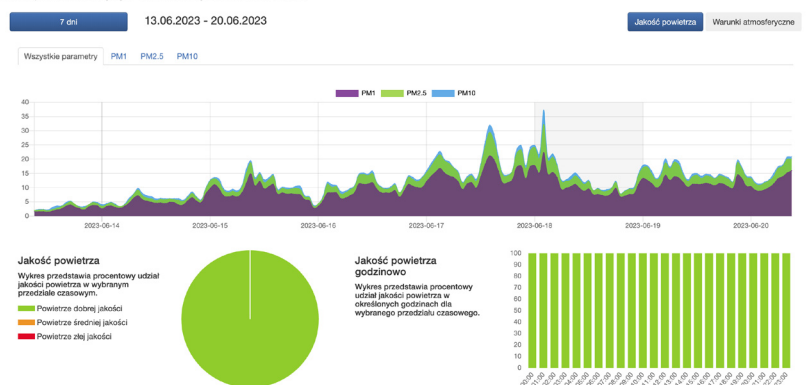 7 dni
13.06.2023 - 20.06.2023
Jakość powietrza
Warunki atmosferyczne
Wszystkie parametry
PM1
PM2.5
PM10
PM1
PM2.5
PM10
40
35
30
25
20
15
10
5
0
2023-06-14
2023-06-15
2023-06-16
2023-06-17
2023-06-18
2023-06-19
2023-06-20
Jakość powietrza
Wykres przedstawia procentowy udział
jakości powietrza w wybranym
przedziale czasowym.
Powietrze dobrej jakości
Powietrze średniej jakości
Powietrze złej jakości
Jakość powietrza
godzinowo
Wykres przedstawia procentowy
udział jakości powietrza w
określonych godzinach dla
wybranego przedziału czasowego.
100
90
80
70
60
50
40
30
20
10
0